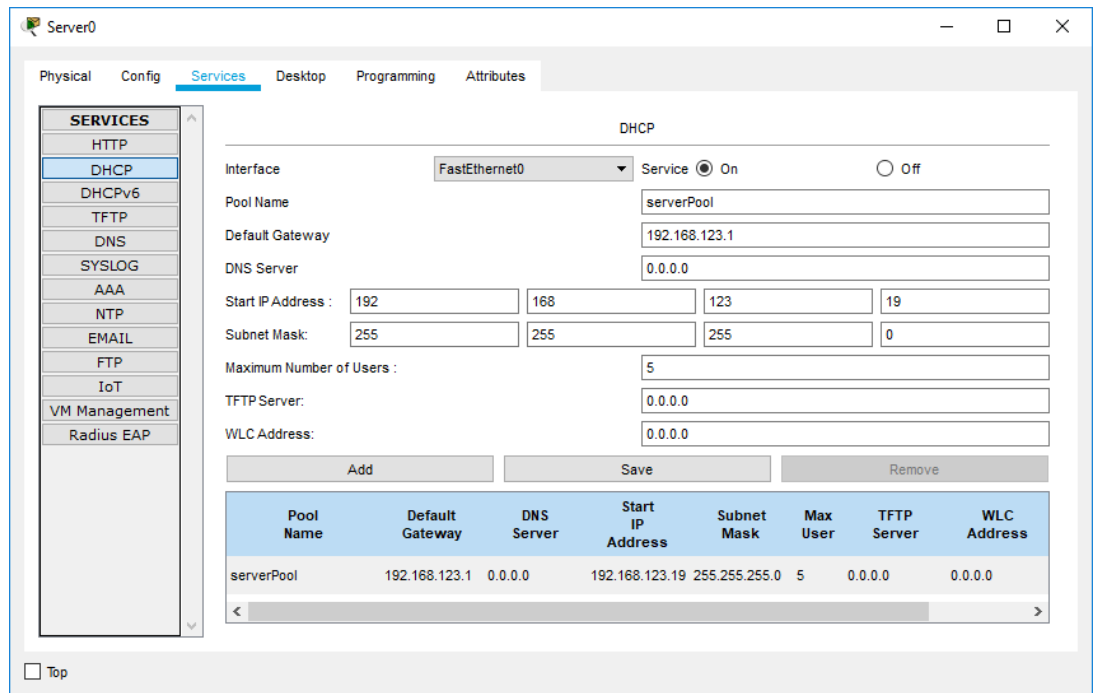 Server0
Physical Config Services Desktop Programming Attributes
SERVICES
HTTP
DHCP
DHCPv6
TFTP
DNS
SYSLOG
AAA
NTP
EMAIL
FTP
IoT
VM Management
Radius EAP
DHCP
Interface FastEthernet0 Service On Off
Pool Name serverPool
Default Gateway 192.168.123.1
DNS Server 0.0.0.0
Start IP Address : 192 168 123 19
Subnet Mask: 255 255 255 0
Maximum Number of Users : 5
TFTP Server: 0.0.0.0
WLC Address: 0.0.0.0
Add Save Remove
Pool Name Default Gateway DNS Server Start IP Address Subnet Mask Max User TFTP Server WLC Address
serverPool 192.168.123.1 0.0.0.0 192.168.123.19 255.255.255.0 5 0.0.0.0 0.0.0.0
Top